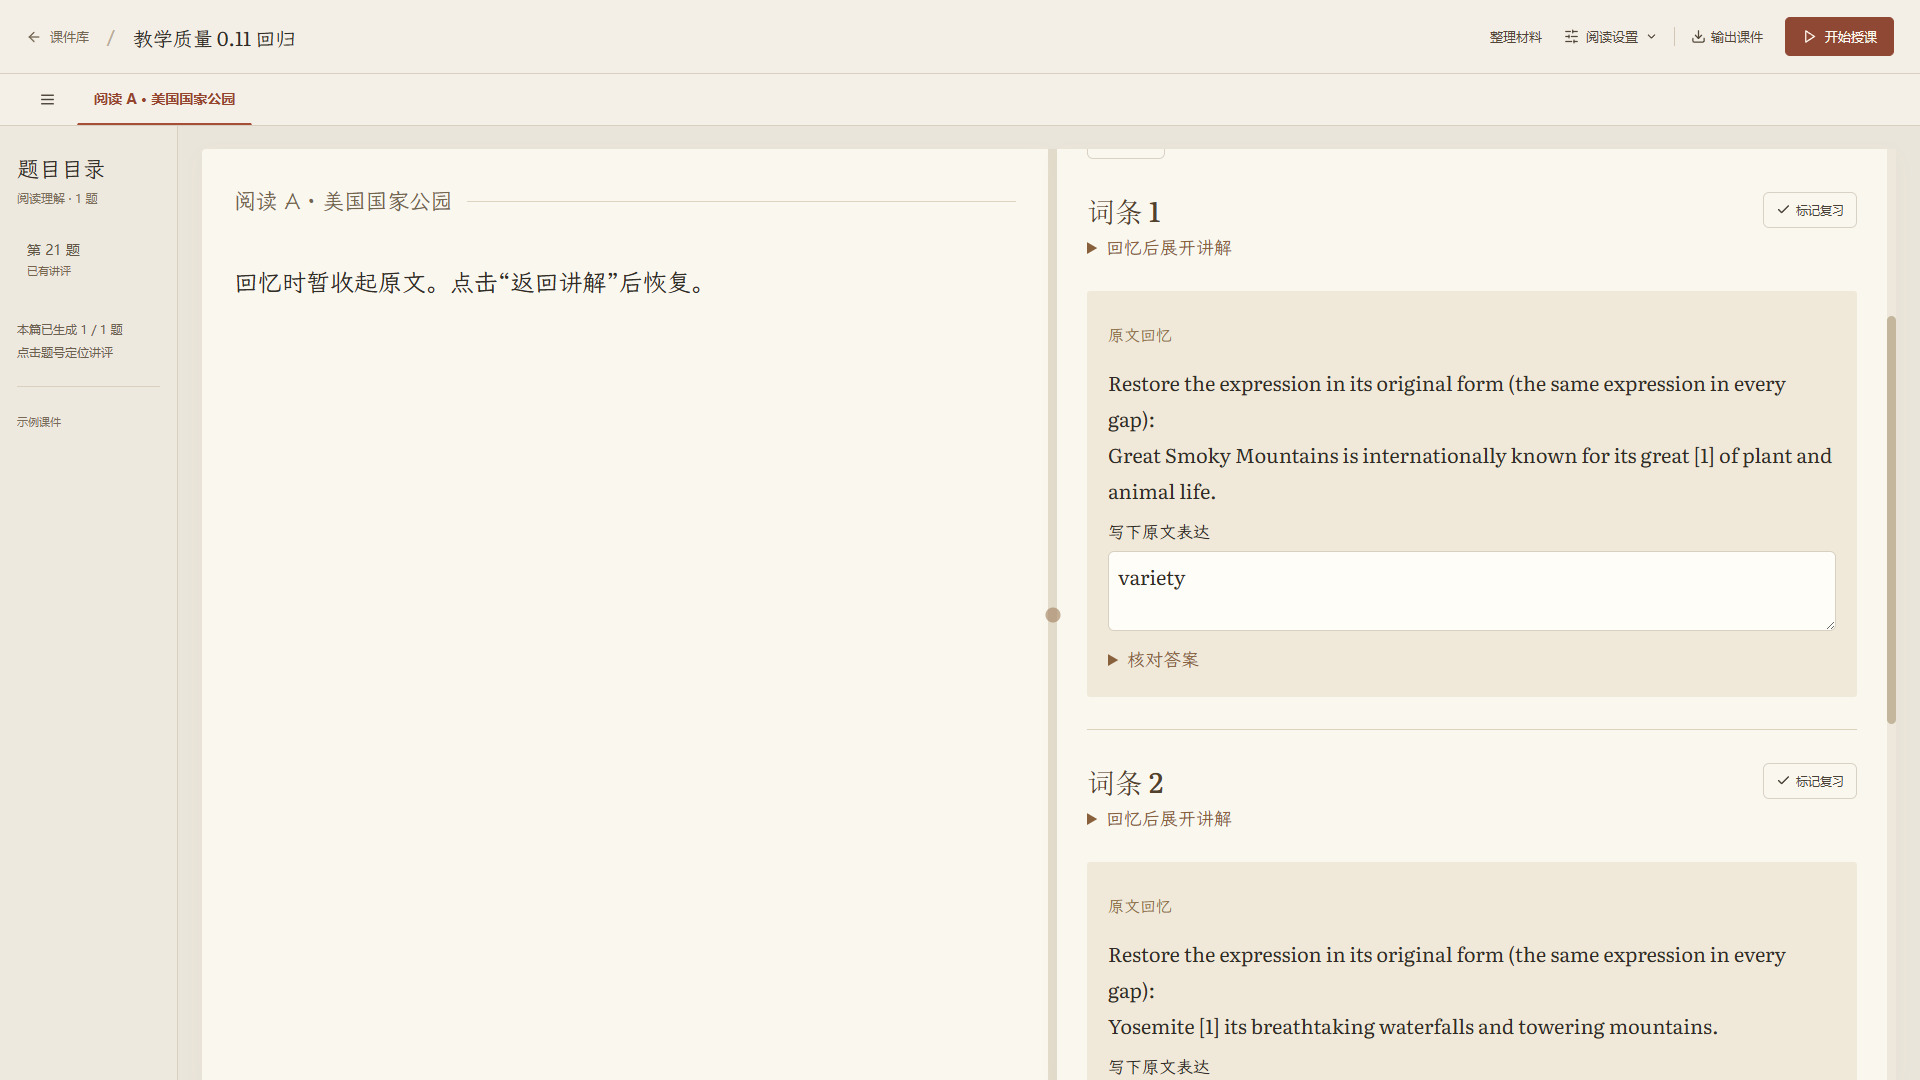 课件库 / 教学质量 0.11 回归
整理材料 阅读设置 输出课件 开始授课
阅读 A • 美国国家公园
题目目录
阅读理解 · 1 题
第 21 题
已有讲评
本篇已生成 1 / 1 题
点击题号定位讲评
示例课件
阅读 A • 美国国家公园
回忆时暂收起原文。点击“返回讲解”后恢复。
词条 1
标记复习
回忆后展开讲解
原文回忆
Restore the expression in its original form (the same expression in every
gap):
Great Smoky Mountains is internationally known for its great [1] of plant and
animal life.
写下原文表达
variety
核对答案
词条 2
标记复习
回忆后展开讲解
原文回忆
Restore the expression in its original form (the same expression in every
gap):
Yosemite [1] its breathtaking waterfalls and towering mountains.
写下原文表达